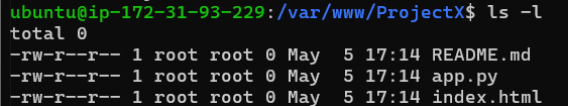 ubuntu@ip-172-31-93-229:/var/www/ProjectX$ ls -l
total 0
-rw-r--r-- 1 root root 0 May  5 17:14 README.md
-rw-r--r-- 1 root root 0 May  5 17:14 app.py
-rw-r--r-- 1 root root 0 May  5 17:14 index.html